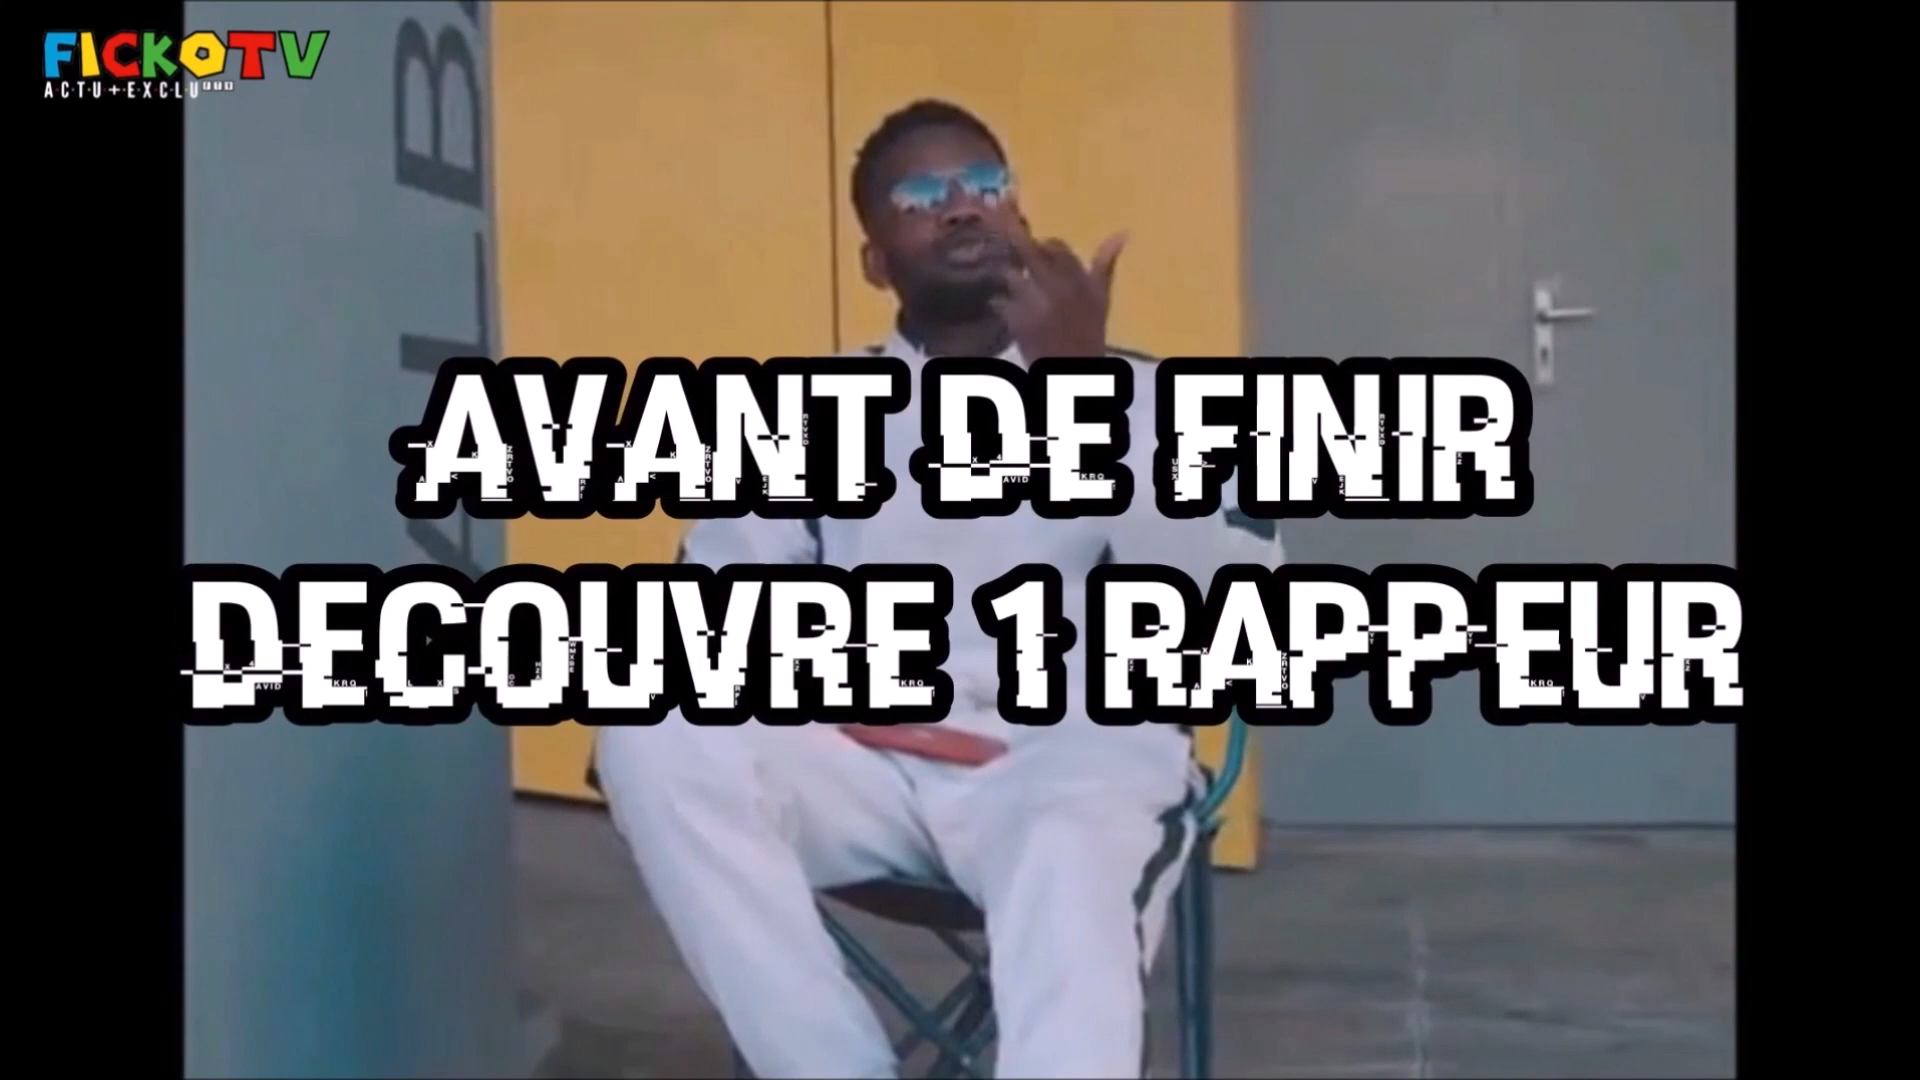 FICKOTV
ACTU+EXCLU
AVANT DE FINIR
DECOUVRE 1 RAPPEUR